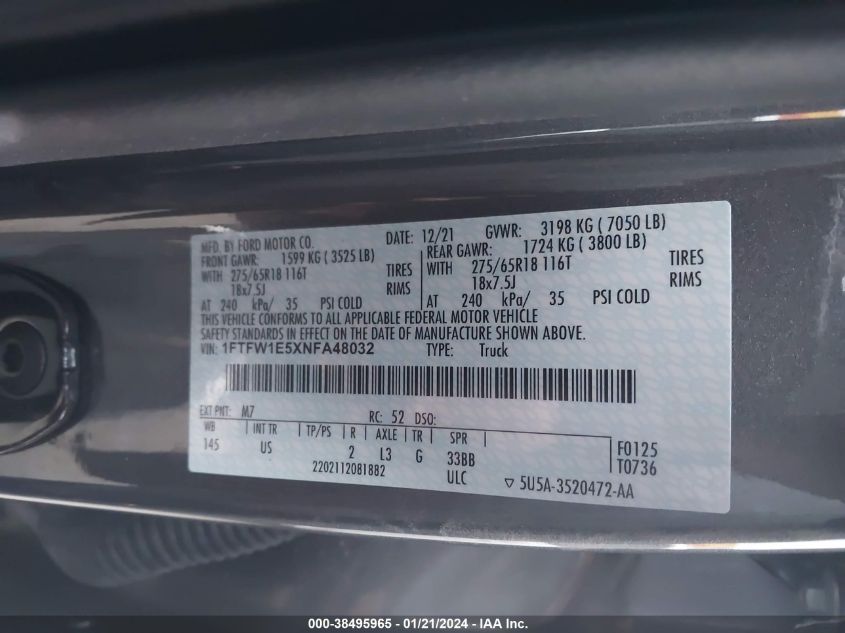 MFD. BY FORD MOTOR CO.
DATE: 12/21
GVWR: 3198 KG ( 7050 LB)
FRONT GAWR: 1599 KG ( 3525 LB)
REAR GAWR: 1724 KG ( 3800 LB)
WITH 275/65R18 116T TIRES
WITH 275/65R18 116T TIRES
18x7.5J RIMS
18x7.5J RIMS
AT 240 kPa/ 35 PSI COLD
AT 240 kPa/ 35 PSI COLD
THIS VEHICLE CONFORMS TO ALL APPLICABLE FEDERAL MOTOR VEHICLE
SAFETY STANDARDS IN EFFECT ON THE DATE OF MANUFACTURE SHOWN ABOVE.
VIN: 1FTFW1E5XNFA48032
TYPE: Truck
EXT PNT: M7
RC: 52 DSO:
WB | INT TR | TP/PS | R | AXLE | TR | SPR |
145 US 2 L3 G 33BB
F0125
T0736
2202112081882
ULC
▽ 5U5A-3520472-AA
000-38495965 - 01/21/2024 - IAA Inc.